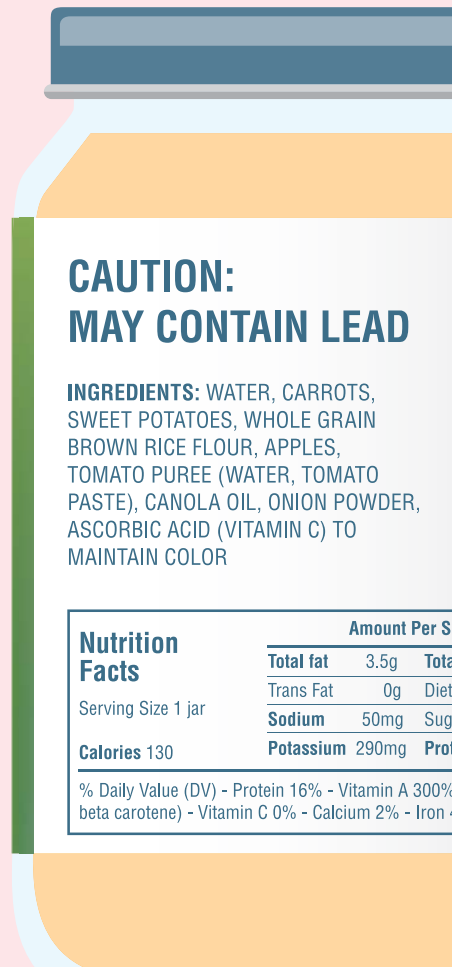 CAUTION:
MAY CONTAIN LEAD
INGREDIENTS: WATER, CARROTS,
SWEET POTATOES, WHOLE GRAIN
BROWN RICE FLOUR, APPLES,
TOMATO PUREE (WATER, TOMATO
PASTE), CANOLA OIL, ONION POWDER,
ASCORBIC ACID (VITAMIN C) TO
MAINTAIN COLOR
Nutrition
Facts
Serving Size 1 jar
Calories 130
Amount Per
Total fat 3.5g
Trans Fat 0g
Sodium 50mg
Potassium 290mg
% Daily Value (DV) - Protein 16% - Vitamin A 300%
beta carotene) - Vitamin C 0% - Calcium 2% - Iron